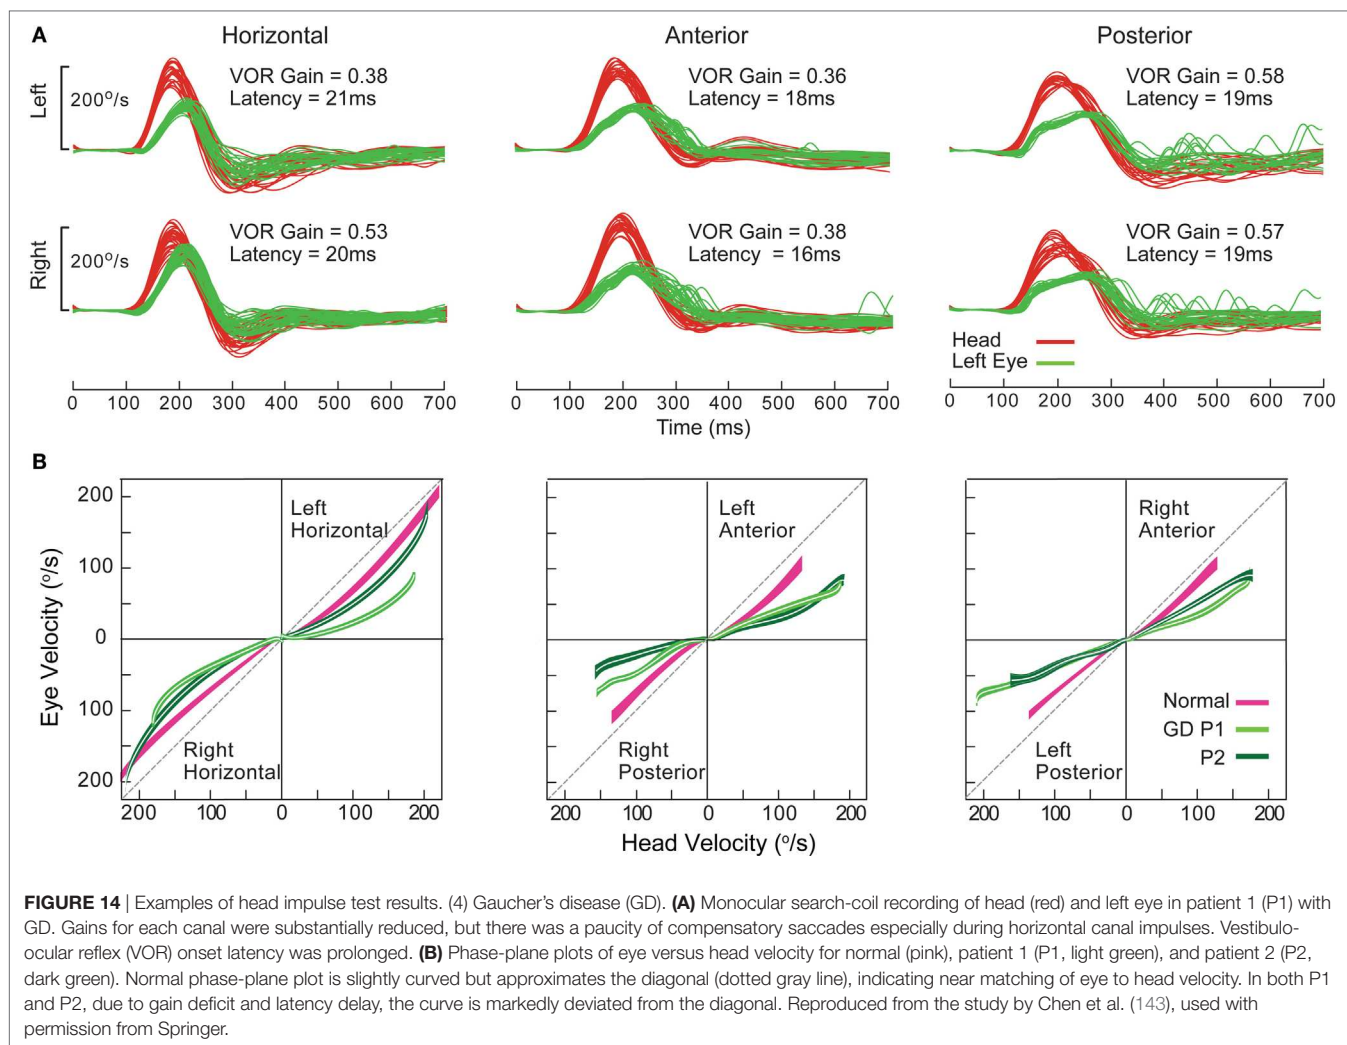 A
Horizontal
Anterior
Posterior
Left
200°/s
VOR Gain = 0.38
Latency = 21ms
VOR Gain = 0.36
Latency = 18ms
VOR Gain = 0.58
Latency = 19ms
Right
200°/s
VOR Gain = 0.53
Latency = 20ms
VOR Gain = 0.38
Latency = 16ms
VOR Gain = 0.57
Latency = 19ms
Head
Left Eye
0 100 200 300 400 500 600 700
0 100 200 300 400 500 600 700
0 100 200 300 400 500 600 700
Time (ms)
B
Eye Velocity (°/s)
200
100
0
100
200
Left
Horizontal
Right
Horizontal
Left
Anterior
Right
Posterior
Right
Anterior
Left
Posterior
Normal
GD P1
P2
200 100 0 100 200
200 100 0 100 200
200 100 0 100 200
Head Velocity (°/s)
FIGURE 14 | Examples of head impulse test results. (4) Gaucher's disease (GD). (A) Monocular search-coil recording of head (red) and left eye in patient 1 (P1) with
GD. Gains for each canal were substantially reduced, but there was a paucity of compensatory saccades especially during horizontal canal impulses. Vestibulo-
ocular reflex (VOR) onset latency was prolonged. (B) Phase-plane plots of eye versus head velocity for normal (pink), patient 1 (P1, light green), and patient 2 (P2,
dark green). Normal phase-plane plot is slightly curved but approximates the diagonal (dotted gray line), indicating near matching of eye to head velocity. In both P1
and P2, due to gain deficit and latency delay, the curve is markedly deviated from the diagonal. Reproduced from the study by Chen et al. (143), used with
permission from Springer.